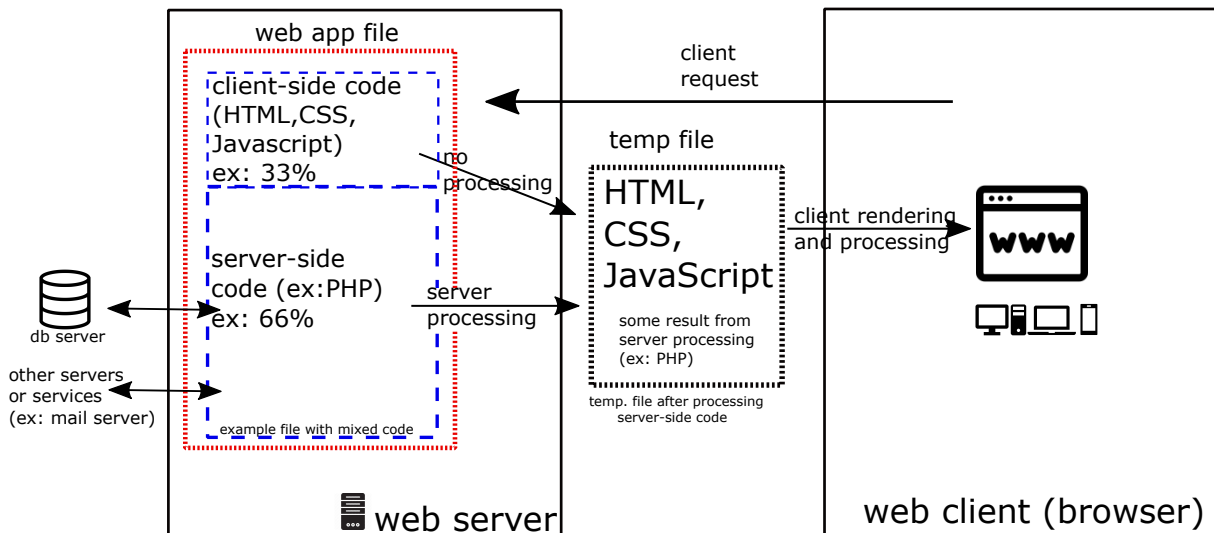 web app file
client-side code
(HTML,CSS,
Javascript)
ex: 33%
no
processing
server-side
code (ex:PHP)
ex: 66%
server
processing
example file with mixed code
db server
other servers
or services
(ex: mail server)
web server
client
request
temp file
HTML,
CSS,
JavaScript
some result from
server processing
(ex: PHP)
temp. file after processing
server-side code
client rendering
and processing
www
web client (browser)